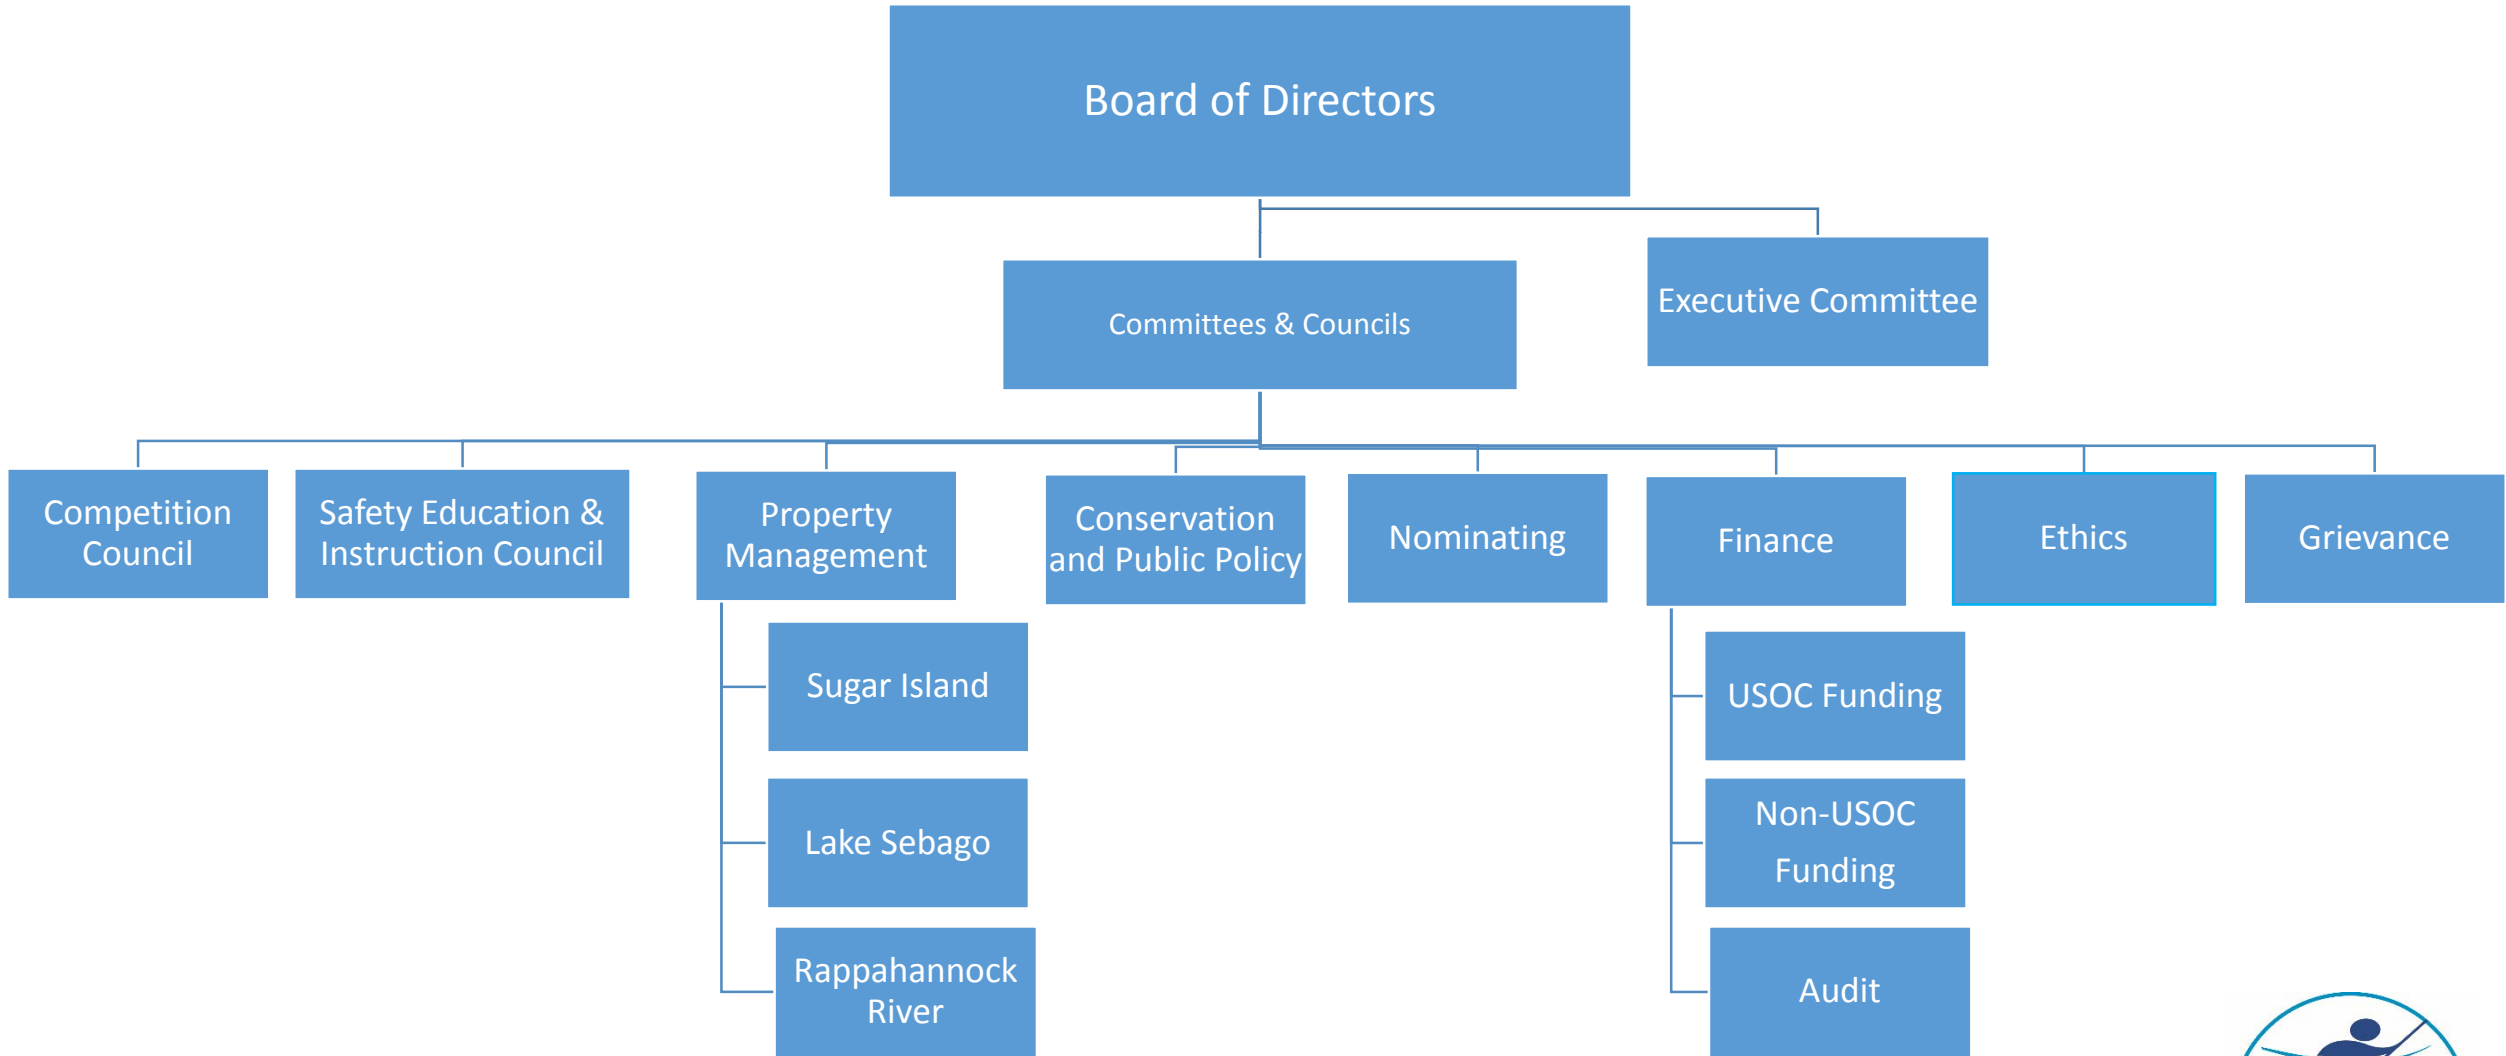 Board of Directors
Executive Committee
Committees & Councils
Competition
Council
Safety Education &
Instruction Council
Property
Management
Conservation
and Public Policy
Nominating
Finance
Ethics
Grievance
Sugar Island
Lake Sebago
Rappahannock
River
USOC Funding
Non-USOC
Funding
Audit